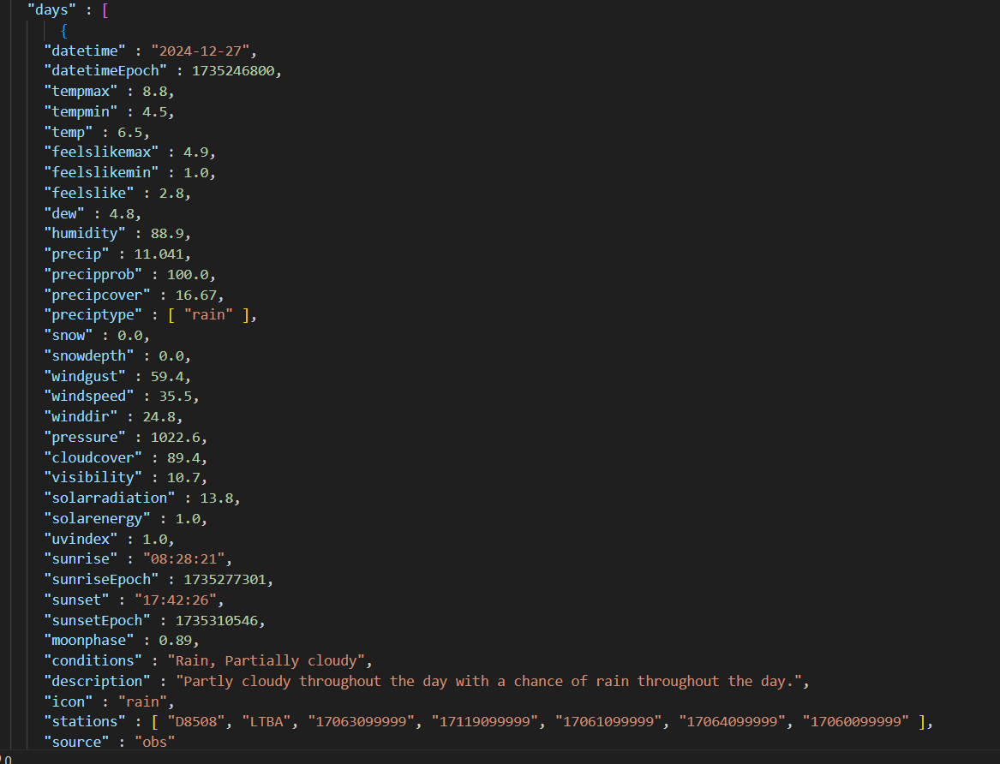 "days" : [
{
"datetime" : "2024-12-27",
"datetimeEpoch" : 1735246800,
"tempmax" : 8.8,
"tempmin" : 4.5,
"temp" : 6.5,
"feelslikemax" : 4.9,
"feelslikemin" : 1.0,
"feelslike" : 2.8,
"dew" : 4.8,
"humidity" : 88.9,
"precip" : 11.041,
"precipprob" : 100.0,
"precipcover" : 16.67,
"preciptype" : [ "rain" ],
"snow" : 0.0,
"snowdepth" : 0.0,
"windgust" : 59.4,
"windspeed" : 35.5,
"winddir" : 24.8,
"pressure" : 1022.6,
"cloudcover" : 89.4,
"visibility" : 10.7,
"solarradiation" : 13.8,
"solarenergy" : 1.0,
"uvindex" : 1.0,
"sunrise" : "08:28:21",
"sunriseEpoch" : 1735277301,
"sunset" : "17:42:26",
"sunsetEpoch" : 1735310546,
"moonphase" : 0.89,
"conditions" : "Rain, Partially cloudy",
"description" : "Partly cloudy throughout the day with a chance of rain throughout the day.",
"icon" : "rain",
"stations" : [ "D8508", "LTBA", "17063099999", "17119099999", "17061099999", "17064099999", "17060099999" ],
"source" : "obs"